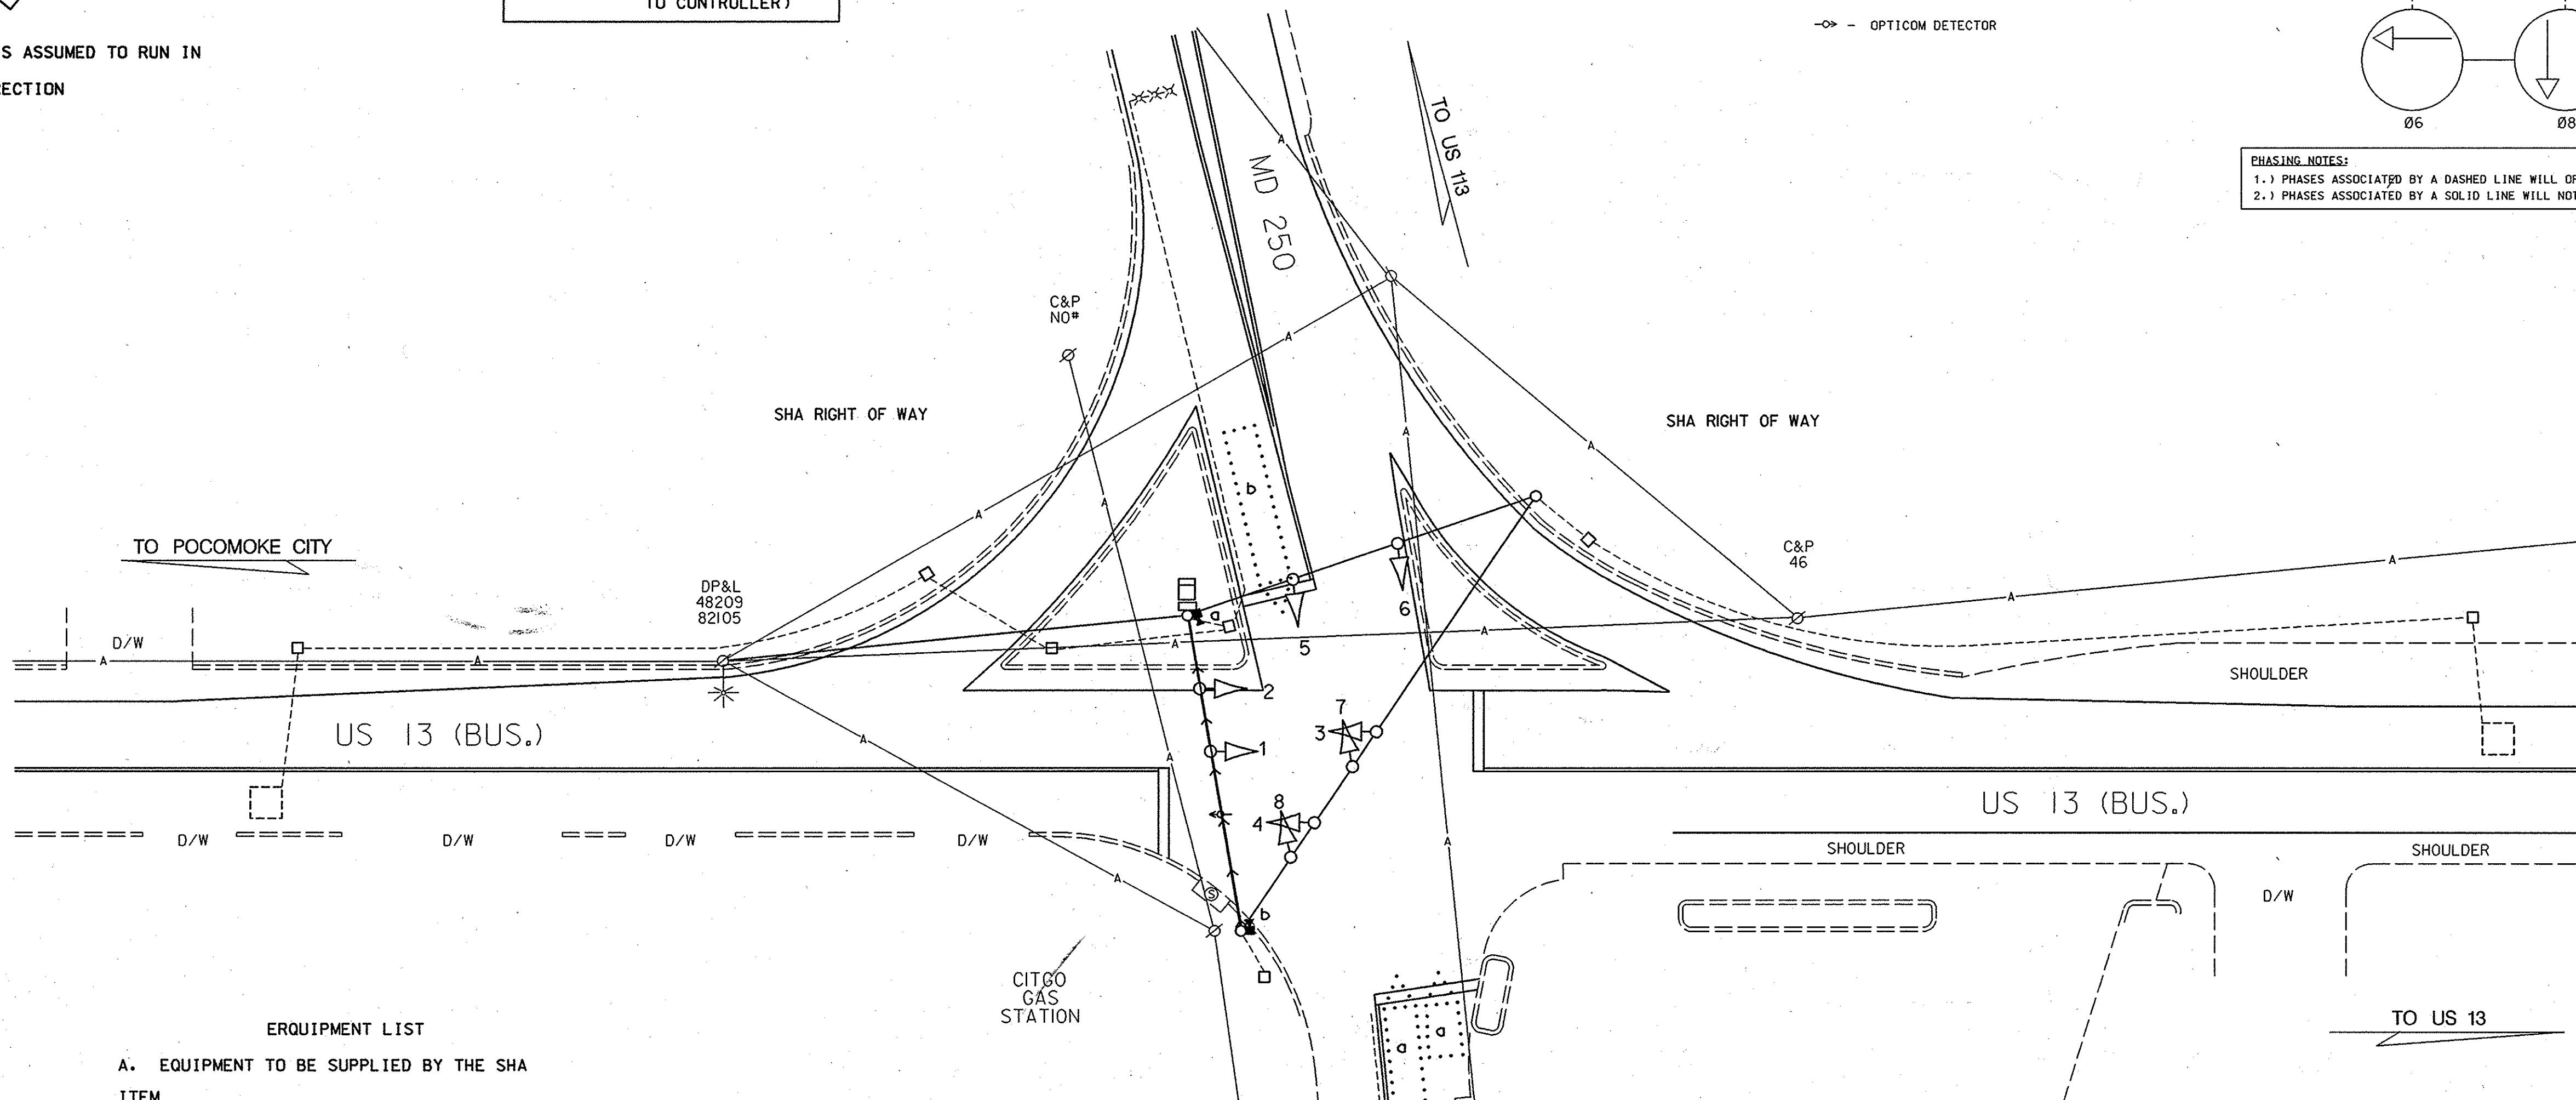 TO CONTROLLER)
S ASSUMED TO RUN IN
ECTION
- OPTICOM DETECTOR
Ø6
Ø8
PHASING NOTES:
1.) PHASES ASSOCIATED BY A DASHED LINE WILL OP
2.) PHASES ASSOCIATED BY A SOLID LINE WILL NOT
TO US 113
MD 250
A
C&P
NO#
A
SHA RIGHT OF WAY
SHA RIGHT OF WAY
A
A
b
A
A
A
TO POCOMOKE CITY
C&P
46
A
DP&L
48209
82105
A
6
a
5
A
A
D/W
A
A
SHOULDER
2
US 13 (BUS.)
7
3
A
1
A
US 13 (BUS.)
8
4
D/W
D/W
D/W
D/W
A
SHOULDER
SHOULDER
A
S
D/W
b
CITGO
GAS
STATION
TO US 13
ERQUIPMENT LIST
a
a
A. EQUIPMENT TO BE SUPPLIED BY THE SHA
ITEM